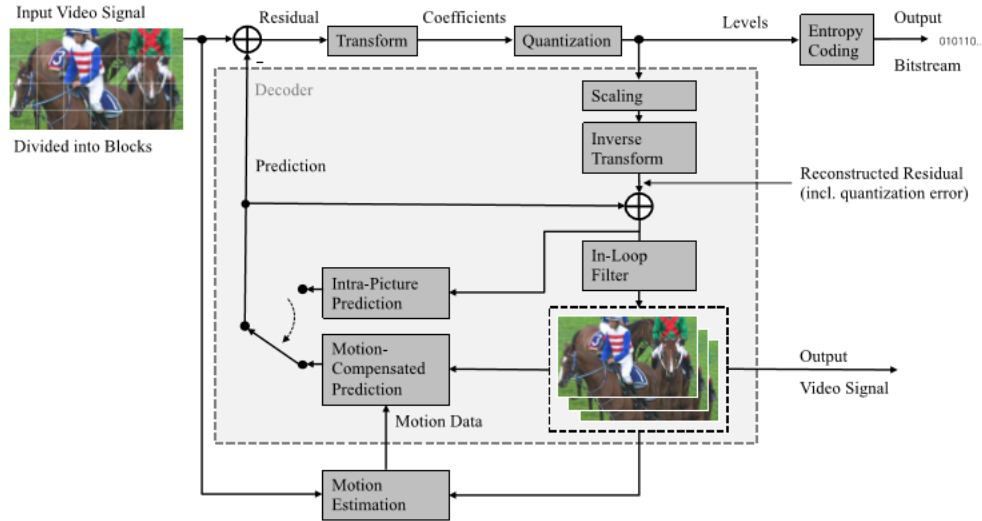 Input Video Signal
Residual
Coefficients
Levels
Output
Transform
Quantization
Entropy
Coding
010110..
Bitstream
3
Divided into Blocks
Decoder
Scaling
Inverse
Transform
Prediction
Reconstructed Residual
(incl. quantization error)
In-Loop
Filter
Intra-Picture
Prediction
3
Motion-
Compensated
Prediction
Output
Video Signal
Motion Data
Motion
Estimation